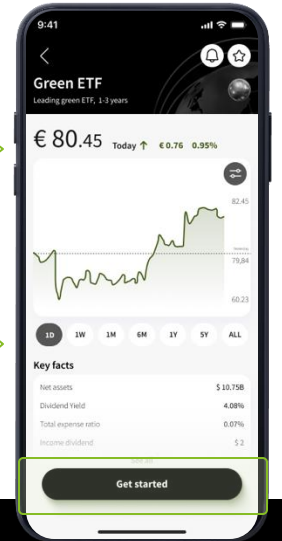 9:41
Green ETF
Leading green ETF, 1-3 years
€ 80.45 Today ↑ € 0.76 0.95%
82.45
79,84
60.23
1D 1W 1M 6M 1Y 5Y ALL
Key facts
Net assets $ 10.75B
Dividend Yield 4.08%
Total expense ratio 0.07%
Income dividend $ 2
Get started